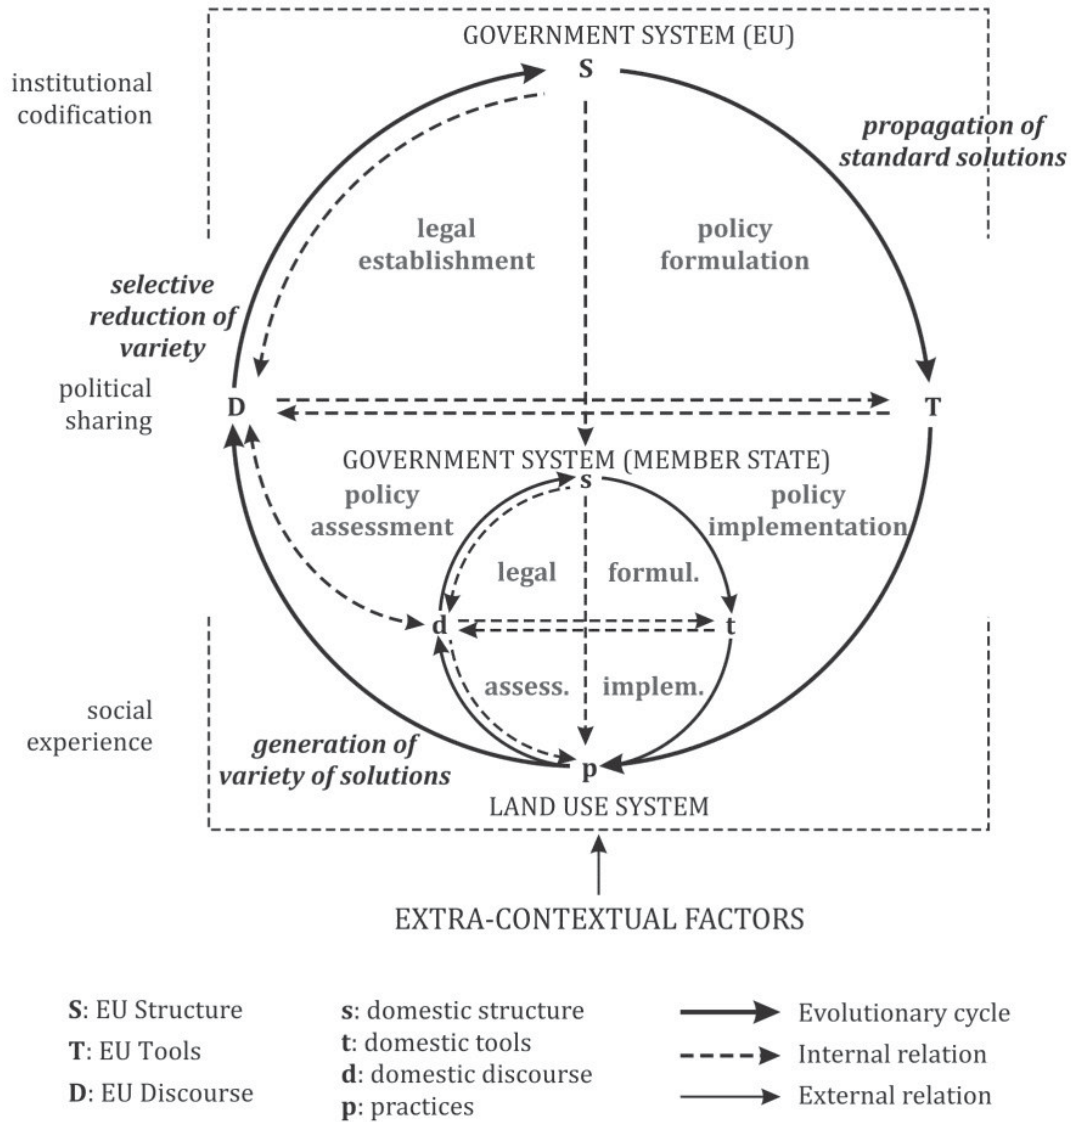 GOVERNMENT SYSTEM (EU)
S
institutional
codification
propagation of
standard solutions
legal
establishment
policy
formulation
selective
reduction of
variety
political
sharing
D
T
GOVERNMENT SYSTEM (MEMBER STATE)
s
policy
assessment
policy
implementation
legal
formul.
d
t
assess.
implem.
social
experience
generation of
variety of solutions
p
LAND USE SYSTEM
EXTRA-CONTEXTUAL FACTORS
S: EU Structure
T: EU Tools
D: EU Discourse
s: domestic structure
t: domestic tools
d: domestic discourse
p: practices
Evolutionary cycle
Internal relation
External relation